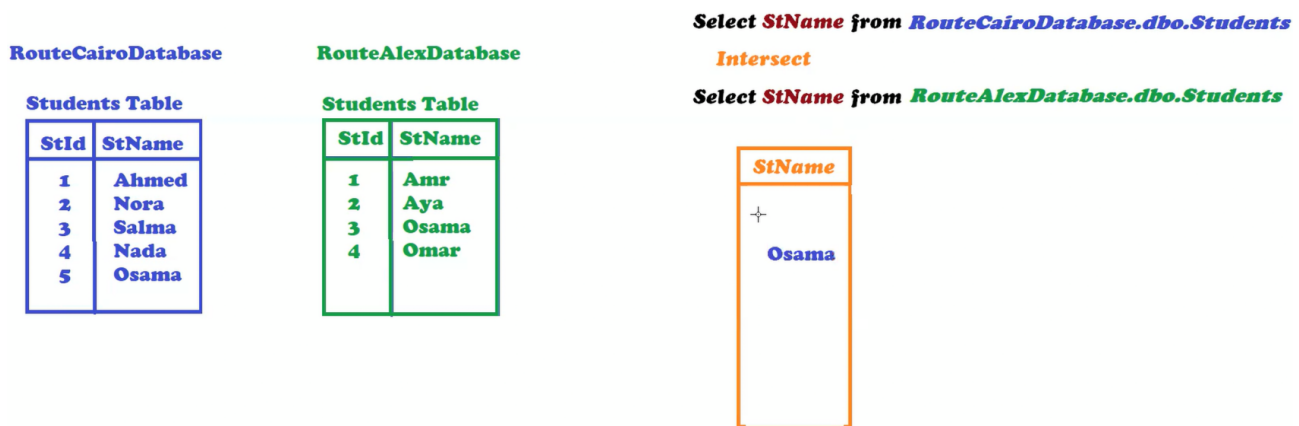 RouteCairoDatabase
Students Table
StId StName
1 Ahmed
2 Nora
3 Salma
4 Nada
5 Osama
RouteAlexDatabase
Students Table
StId StName
1 Amr
2 Aya
3 Osama
4 Omar
Select StName from RouteCairoDatabase.dbo.Students
Intersect
Select StName from RouteAlexDatabase.dbo.Students
StName
Osama